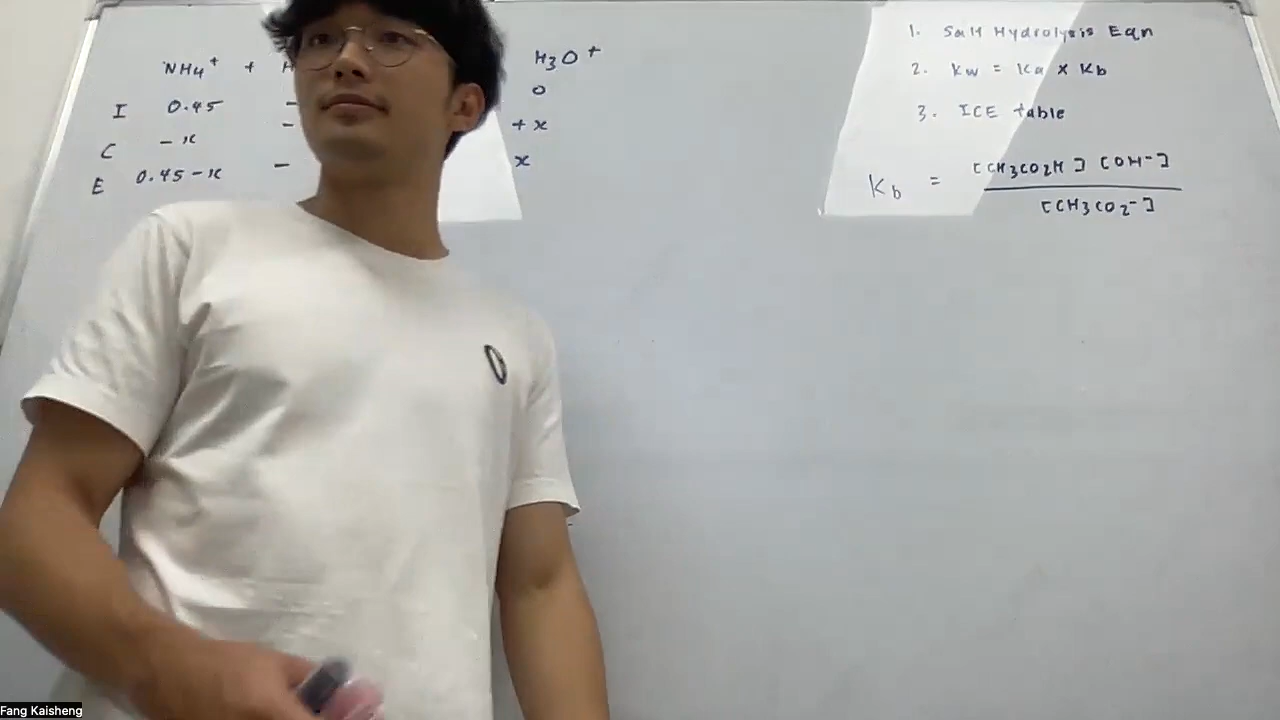 NH4+ + H
H3O+
I 0.45 - 0
C -x - +x
E 0.45-x - x
1. Salt Hydrolysis Eqn
2. Kw = Ka x Kb
3. ICE table
Kb = [CH3CO2H] [OH-]
[CH3CO2-]
Fang Kaisheng